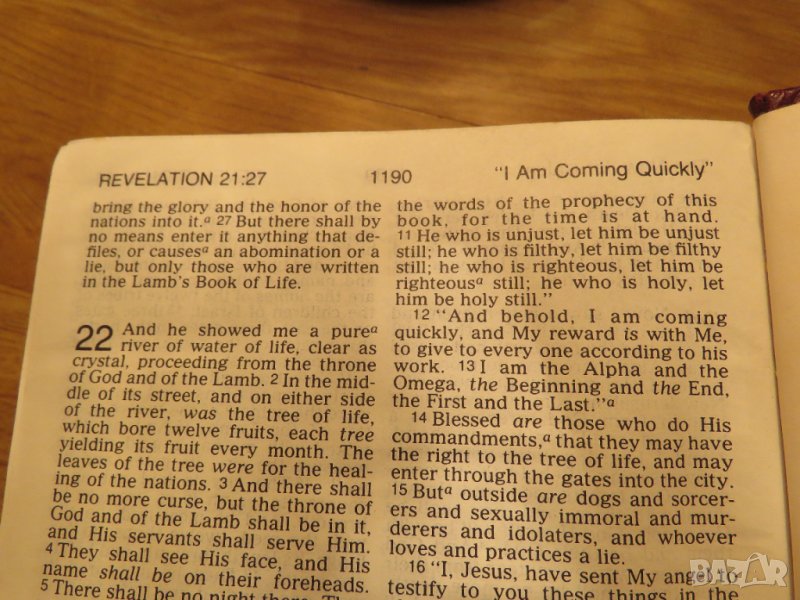 REVELATION 21:27 1190 "I Am Coming Quickly"
bring the glory and the honor of the
nations into it.a 27 But there shall by
no means enter it anything that de-
files, or causesa an abomination or a
lie, but only those who are written
in the Lamb's Book of Life.
22 And he showed me a purea
river of water of life, clear as
crystal, proceeding from the throne
of God and of the Lamb. 2 In the mid-
dle of its street, and on either side
of the river, was the tree of life,
which bore twelve fruits, each tree
yielding its fruit every month. The
leaves of the tree were for the heal-
ing of the nations. 3 And there shall
be no more curse, but the throne of
God and of the Lamb shall be in it,
and His servants shall serve Him.
4 They shall see His face, and His
name shall be on their foreheads.
5 There shall be no night there. The
the words of the prophecy of this
book, for the time is at hand.
11 He who is unjust, let him be unjust
still; he who is filthy, let him be filthy
still; he who is righteous, let him be
righteousa still; he who is holy, let
him be holy still."
12 "And behold, I am coming
quickly, and My reward is with Me,
to give to every one according to his
work. 13 I am the Alpha and the
Omega, the Beginning and the End,
the First and the Last."a
14 Blessed are those who do His
commandments,a that they may have
the right to the tree of life, and may
enter through the gates into the city.
15 Buta outside are dogs and sorcer-
ers and sexually immoral and mur-
derers and idolaters, and whoever
loves and practices a lie.
16 "I, Jesus, have sent My angel to
testify to you these things in the
BAZAR